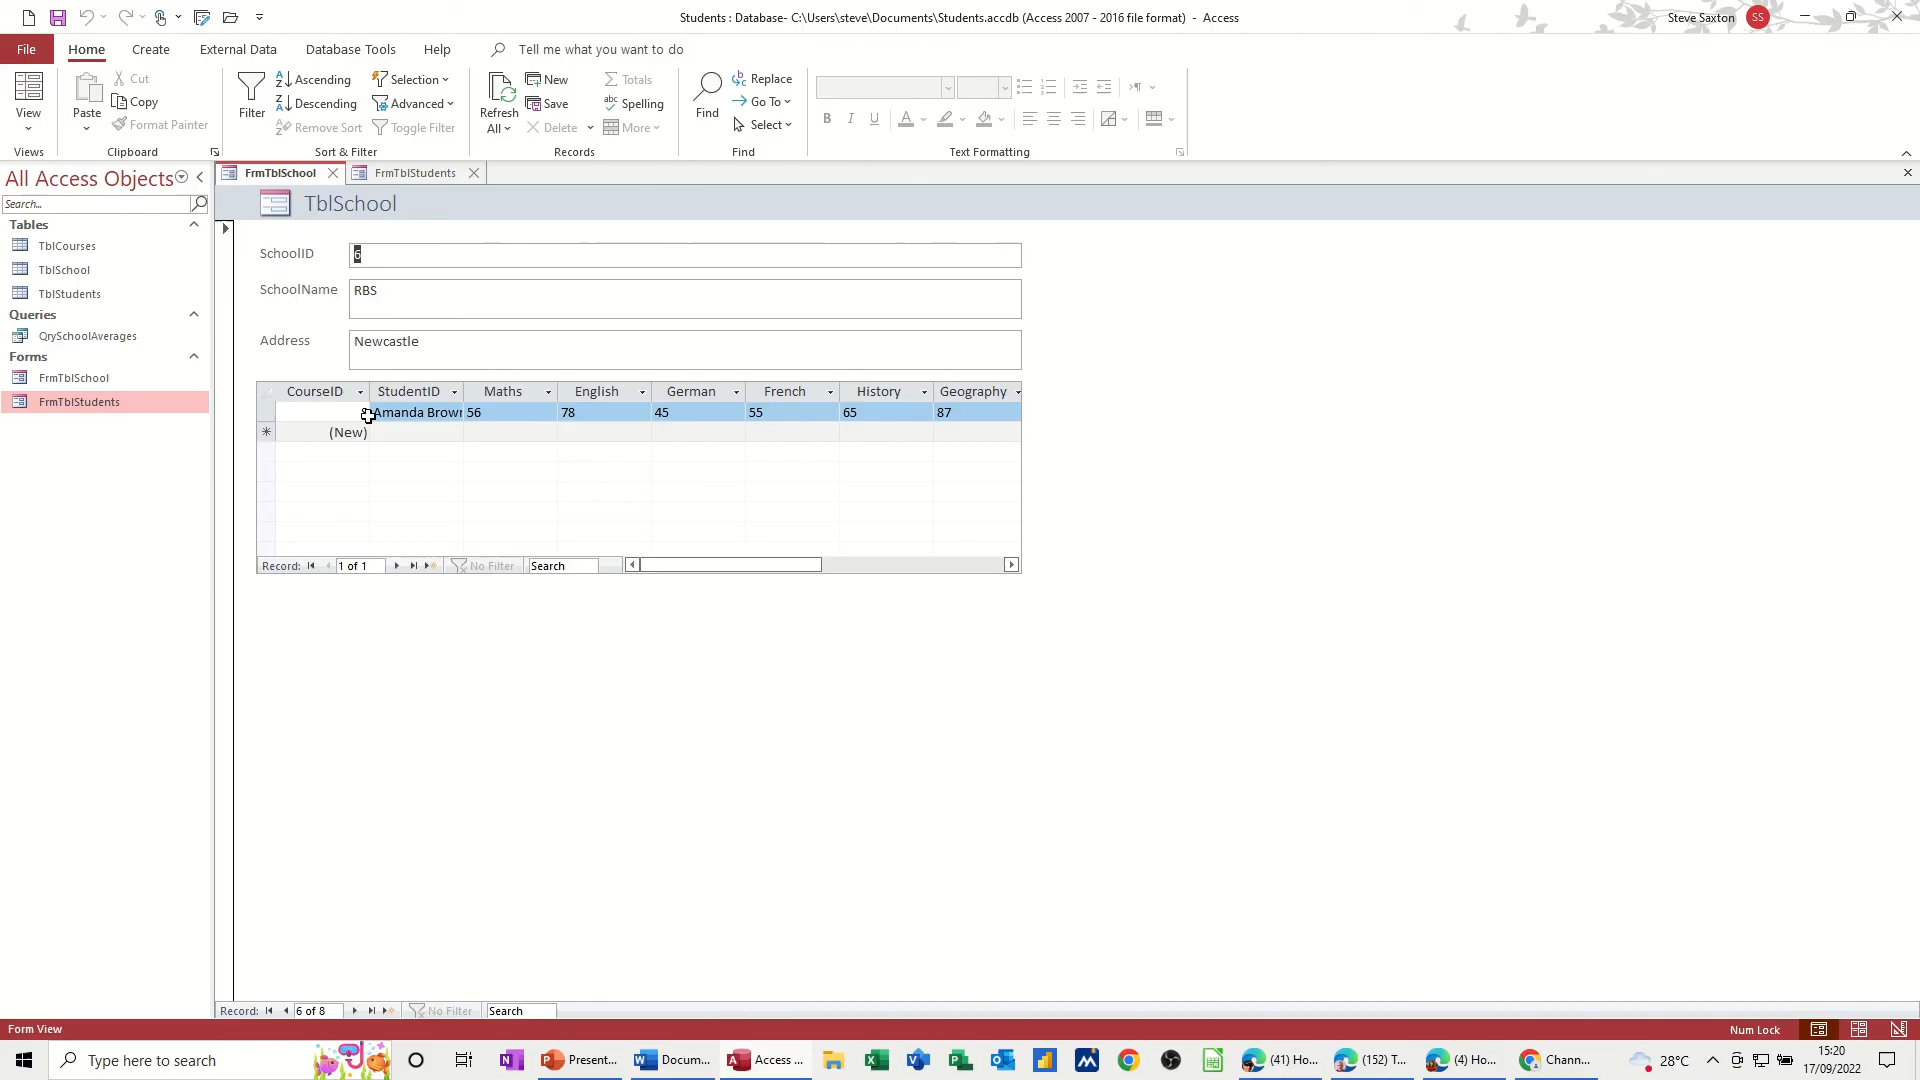 Students : Database- C:\Users\steve\Documents\Students.accdb (Access 2007 - 2016 file format)  -  Access
Steve Saxton SS
File Home Create External Data Database Tools Help Tell me what you want to do
View
Views
Paste
Cut
Copy
Format Painter
Clipboard
Filter
Ascending
Descending
Remove Sort
Selection
Advanced
Toggle Filter
Sort & Filter
Refresh
All
New
Save
Delete
Totals
Spelling
More
Records
Find
Replace
Go To
Select
Find
Text Formatting
All Access Objects
Search...
Tables
TblCourses
TblSchool
TblStudents
Queries
QrySchoolAverages
Forms
FrmTblSchool
FrmTblStudents
FrmTblSchool FrmTblStudents
TblSchool
SchoolID 6
SchoolName RBS
Address Newcastle
CourseID StudentID Maths English German French History Geography
Amanda Brown 56 78 45 55 65 87
(New)
Record: 1 of 1 No Filter Search
Record: 6 of 8 No Filter Search
Form View Num Lock
Type here to search Present... Docum... Access ... (41) Ho... (152) T... (4) Ho... Chann... 28°C 15:20
17/09/2022